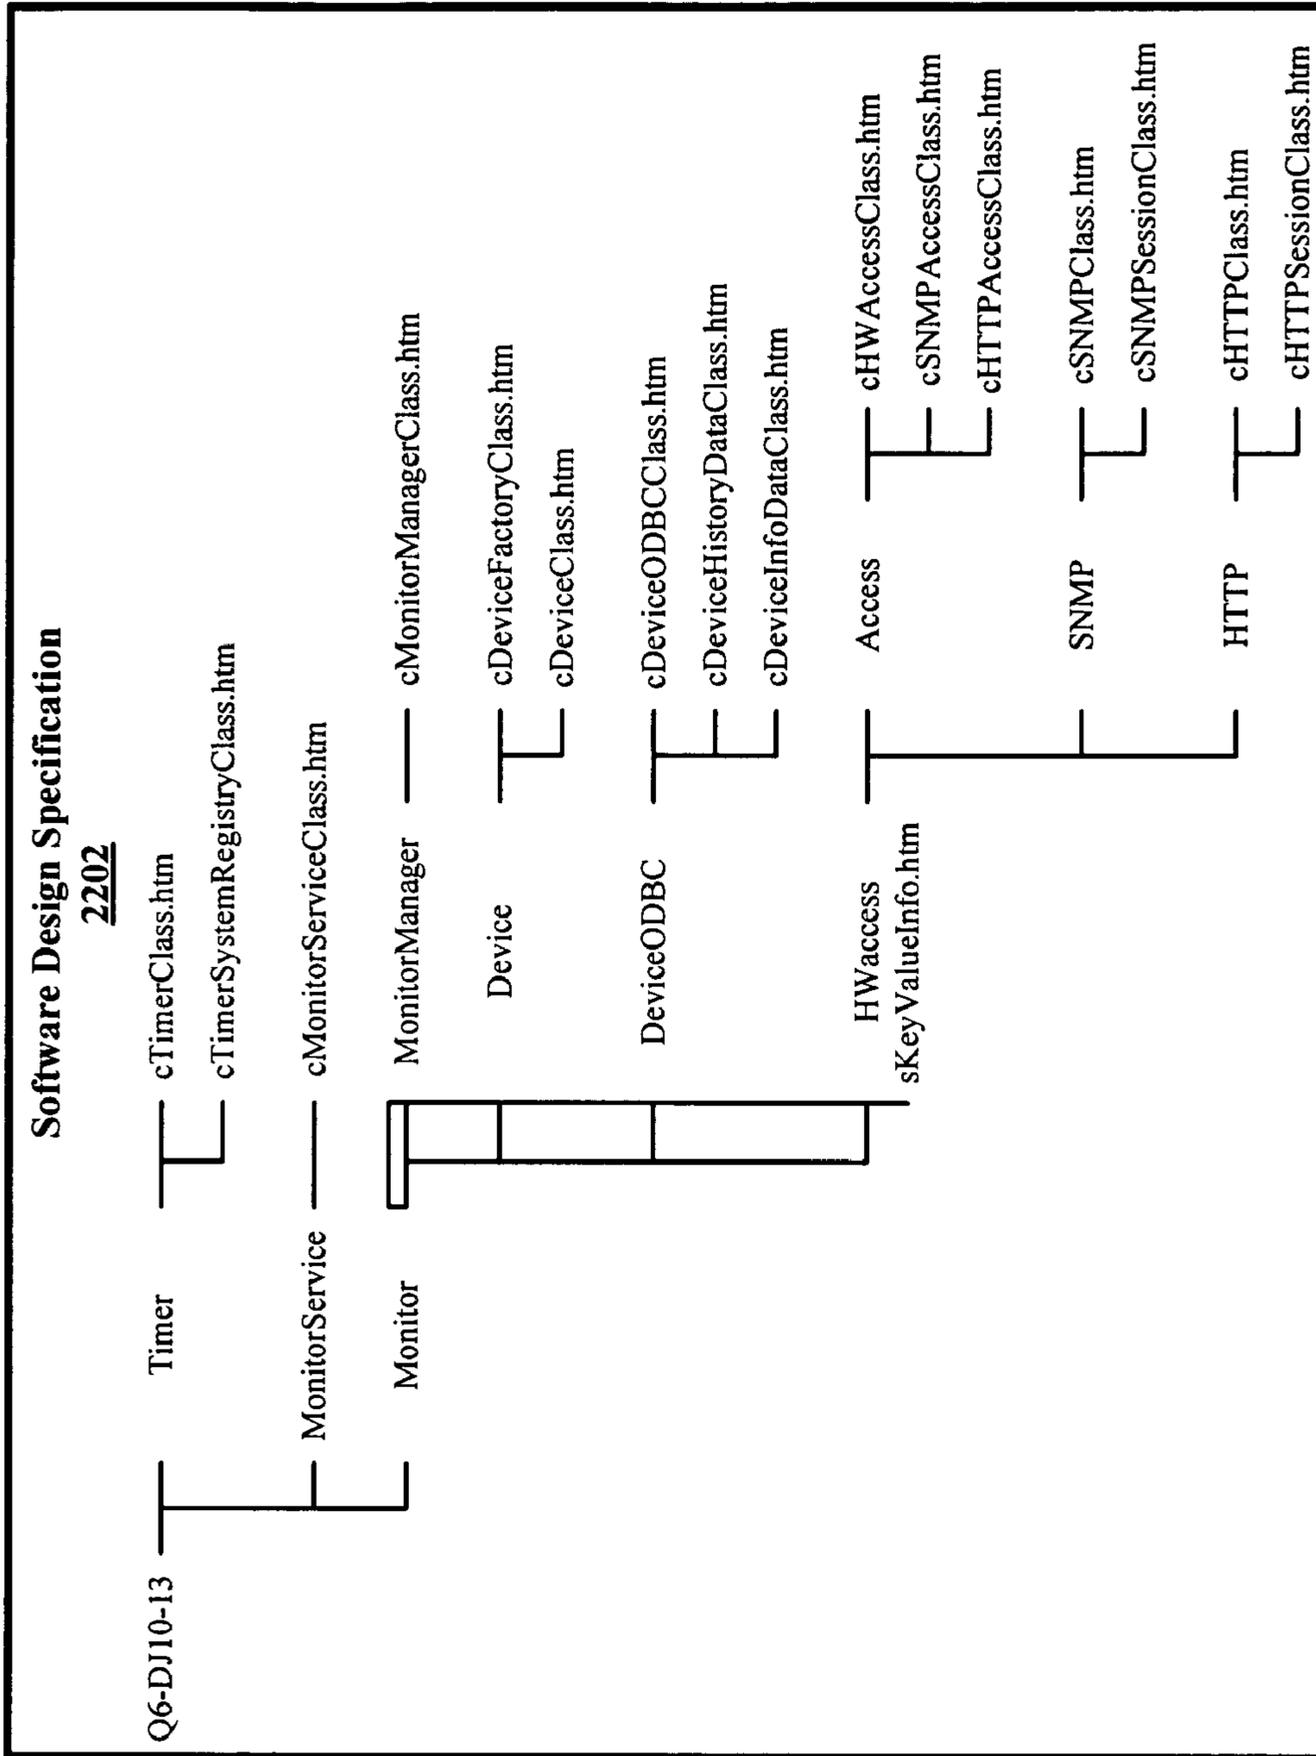 Software Design Specification
2202
Q6-DJ10-13
Timer
cTimerClass.htm
cTimerSystemRegistryClass.htm
MonitorService
cMonitorServiceClass.htm
Monitor
MonitorManager
cMonitorManagerClass.htm
Device
cDeviceFactoryClass.htm
cDeviceClass.htm
DeviceODBC
cDeviceODBCClass.htm
cDeviceHistoryDataClass.htm
cDeviceInfoDataClass.htm
HWaccess
sKeyValueInfo.htm
Access
cHWAccessClass.htm
cSNMPAccessClass.htm
cHTTPAccessClass.htm
SNMP
cSNMPClass.htm
cSNMPSessionClass.htm
HTTP
cHTTPClass.htm
cHTTPSessionClass.htm